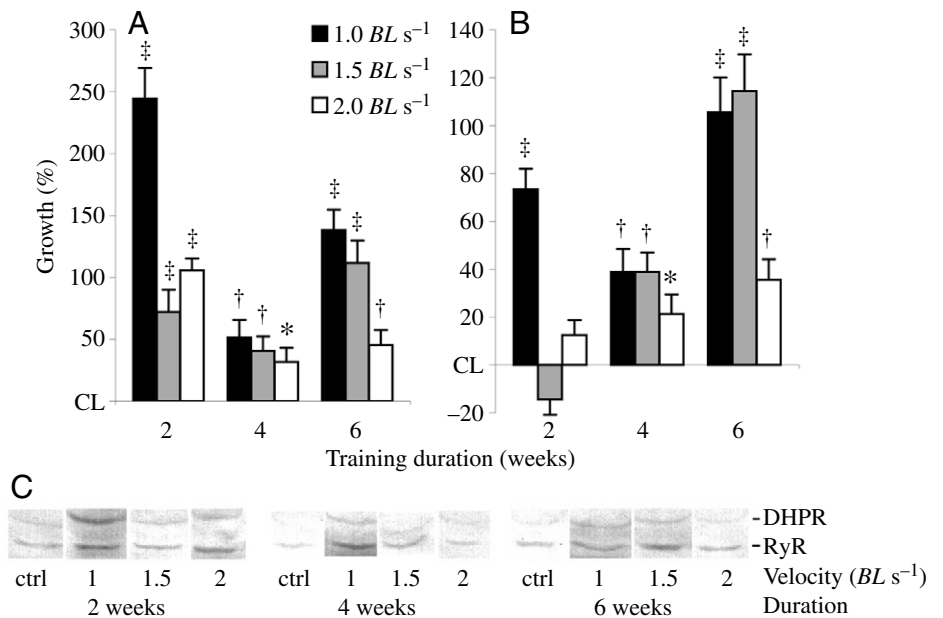 A
B
300
250
200
150
100
50
CL
Growth (%)
1.0 BL s⁻¹
1.5 BL s⁻¹
2.0 BL s⁻¹
‡
‡
‡
†
†
*
‡
‡
†
2
4
6
140
120
100
80
60
40
20
CL
–20
‡
†
†
*
‡
‡
†
2
4
6
Training duration (weeks)
C
-DHPR
-RyR
ctrl 1 1.5 2 ctrl 1 1.5 2 ctrl 1 1.5 2 Velocity (BL s⁻¹)
2 weeks 4 weeks 6 weeks Duration